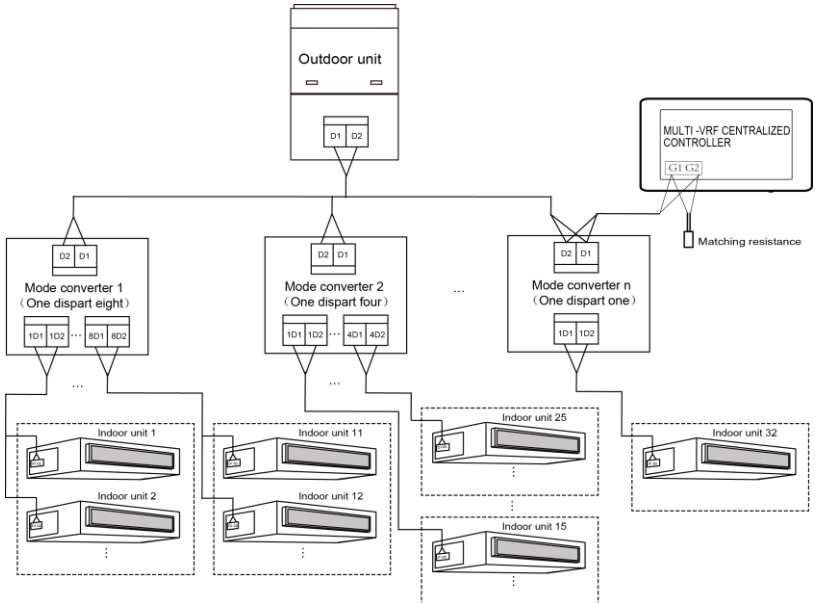 Outdoor unit
D1 D2
MULTI -VRF CENTRALIZED
CONTROLLER
G1 G2
Matching resistance
D2 D1
Mode converter 1
（One dispart eight）
1D1 1D2 ... 8D1 8D2
...
D2 D1
Mode converter 2
（One dispart four）
1D1 1D2 ... 4D1 4D2
...
...
D2 D1
Mode converter n
（One dispart one）
1D1 1D2
Indoor unit 1
Indoor unit 2
Indoor unit 11
Indoor unit 12
Indoor unit 25
Indoor unit 15
Indoor unit 32